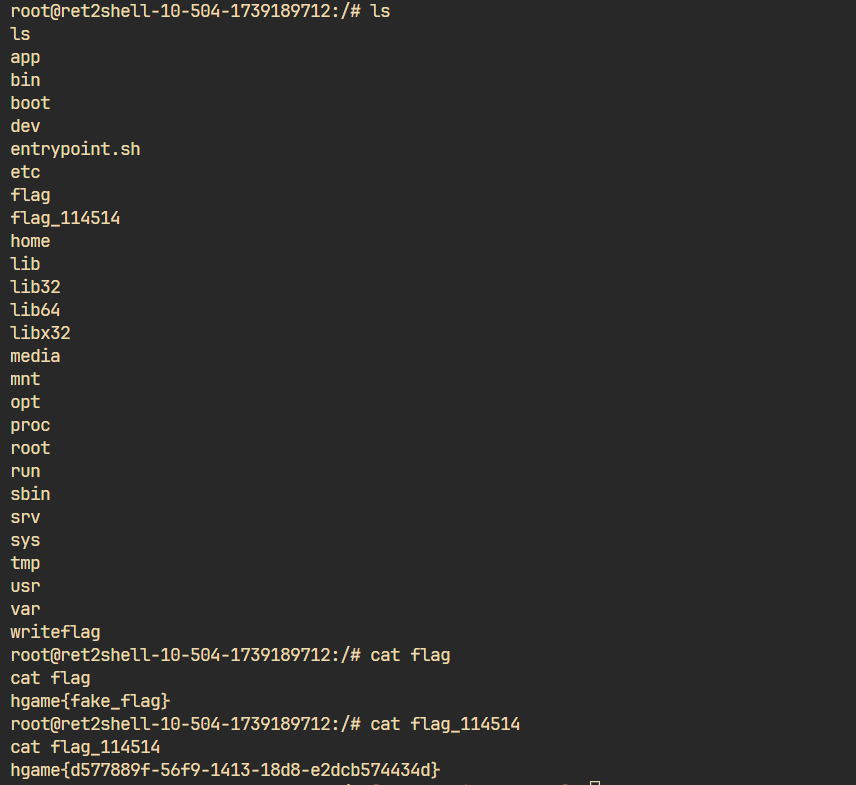 root@ret2shell-10-504-1739189712:/# ls
ls
app
bin
boot
dev
entrypoint.sh
etc
flag
flag_114514
home
lib
lib32
lib64
libx32
media
mnt
opt
proc
root
run
sbin
srv
sys
tmp
usr
var
writeflag
root@ret2shell-10-504-1739189712:/# cat flag
cat flag
hgame{fake_flag}
root@ret2shell-10-504-1739189712:/# cat flag_114514
cat flag_114514
hgame{d577889f-56f9-1413-18d8-e2dcb574434d}